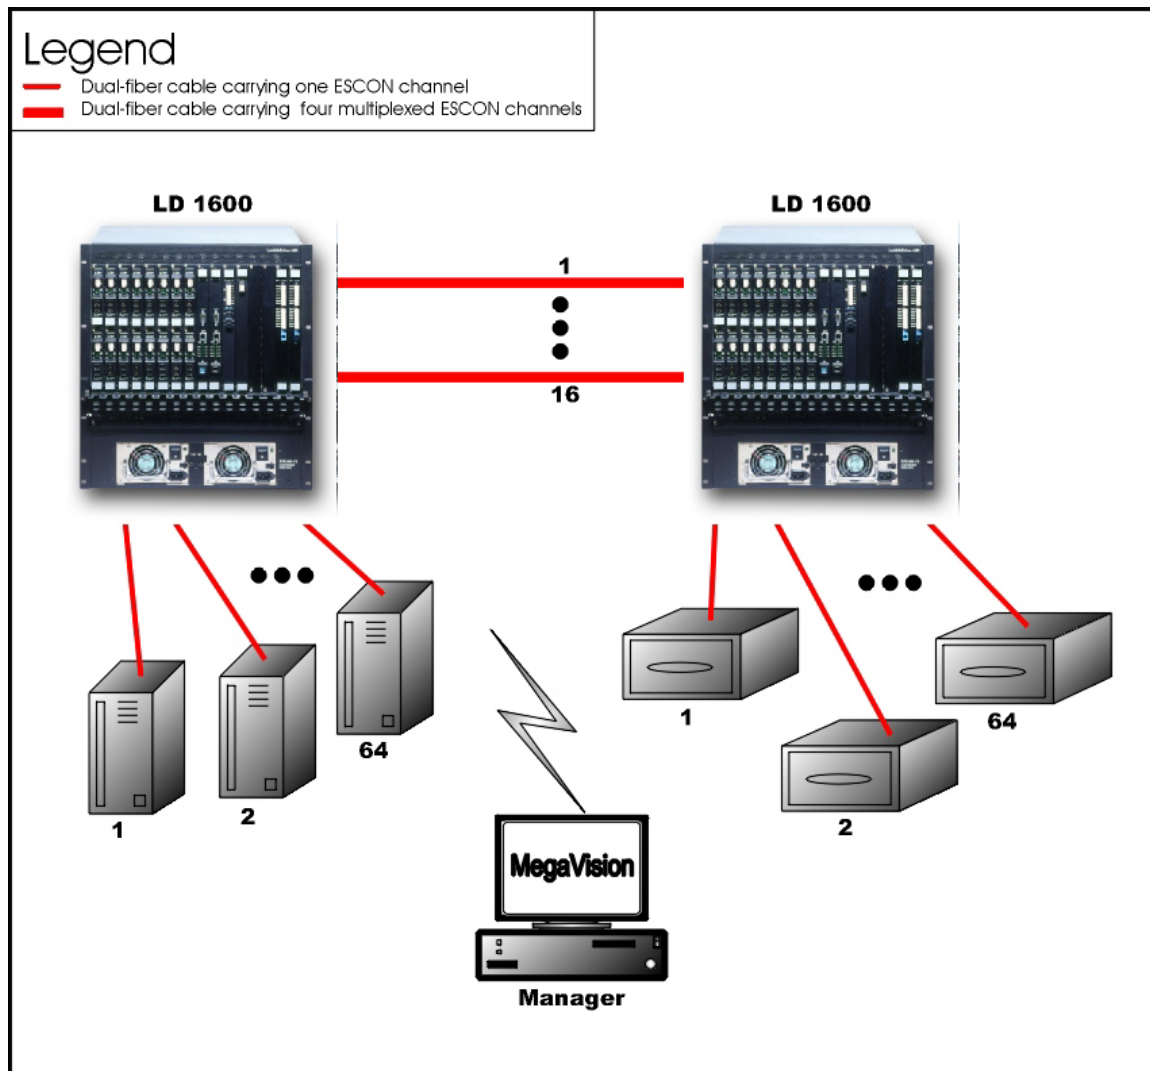 Legend
Dual-fiber cable carrying one ESCON channel
Dual-fiber cable carrying four multiplexed ESCON channels
LD 1600
LD 1600
1
16
1
2
64
1
2
64
MegaVision
Manager